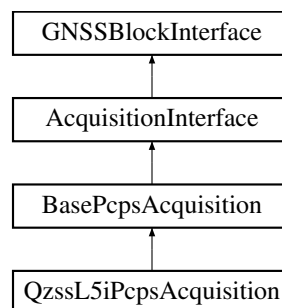 GNSSBlockInterface
AcquisitionInterface
BasePcpsAcquisition
QzssL5iPcpsAcquisition